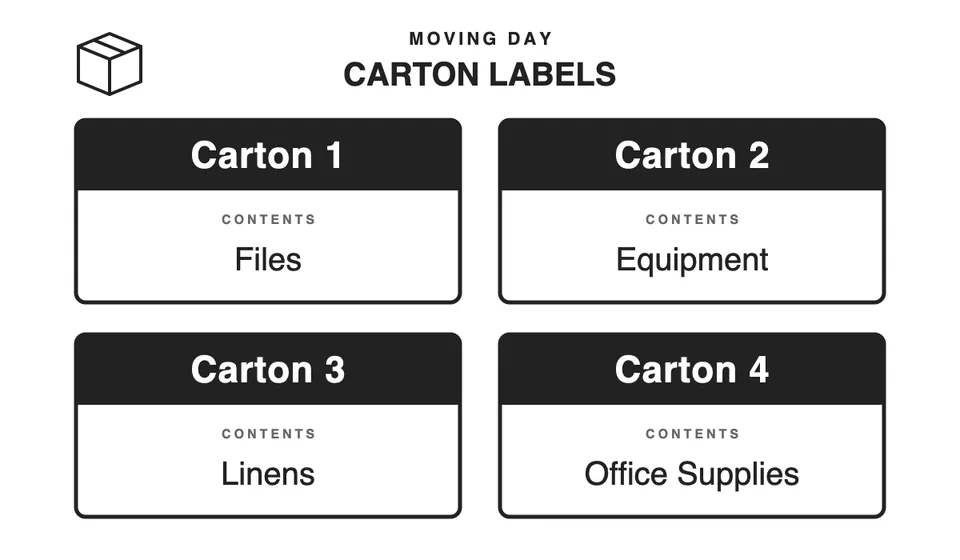 MOVING DAY
CARTON LABELS
Carton 1
CONTENTS
Files
Carton 2
CONTENTS
Equipment
Carton 3
CONTENTS
Linens
Carton 4
CONTENTS
Office Supplies